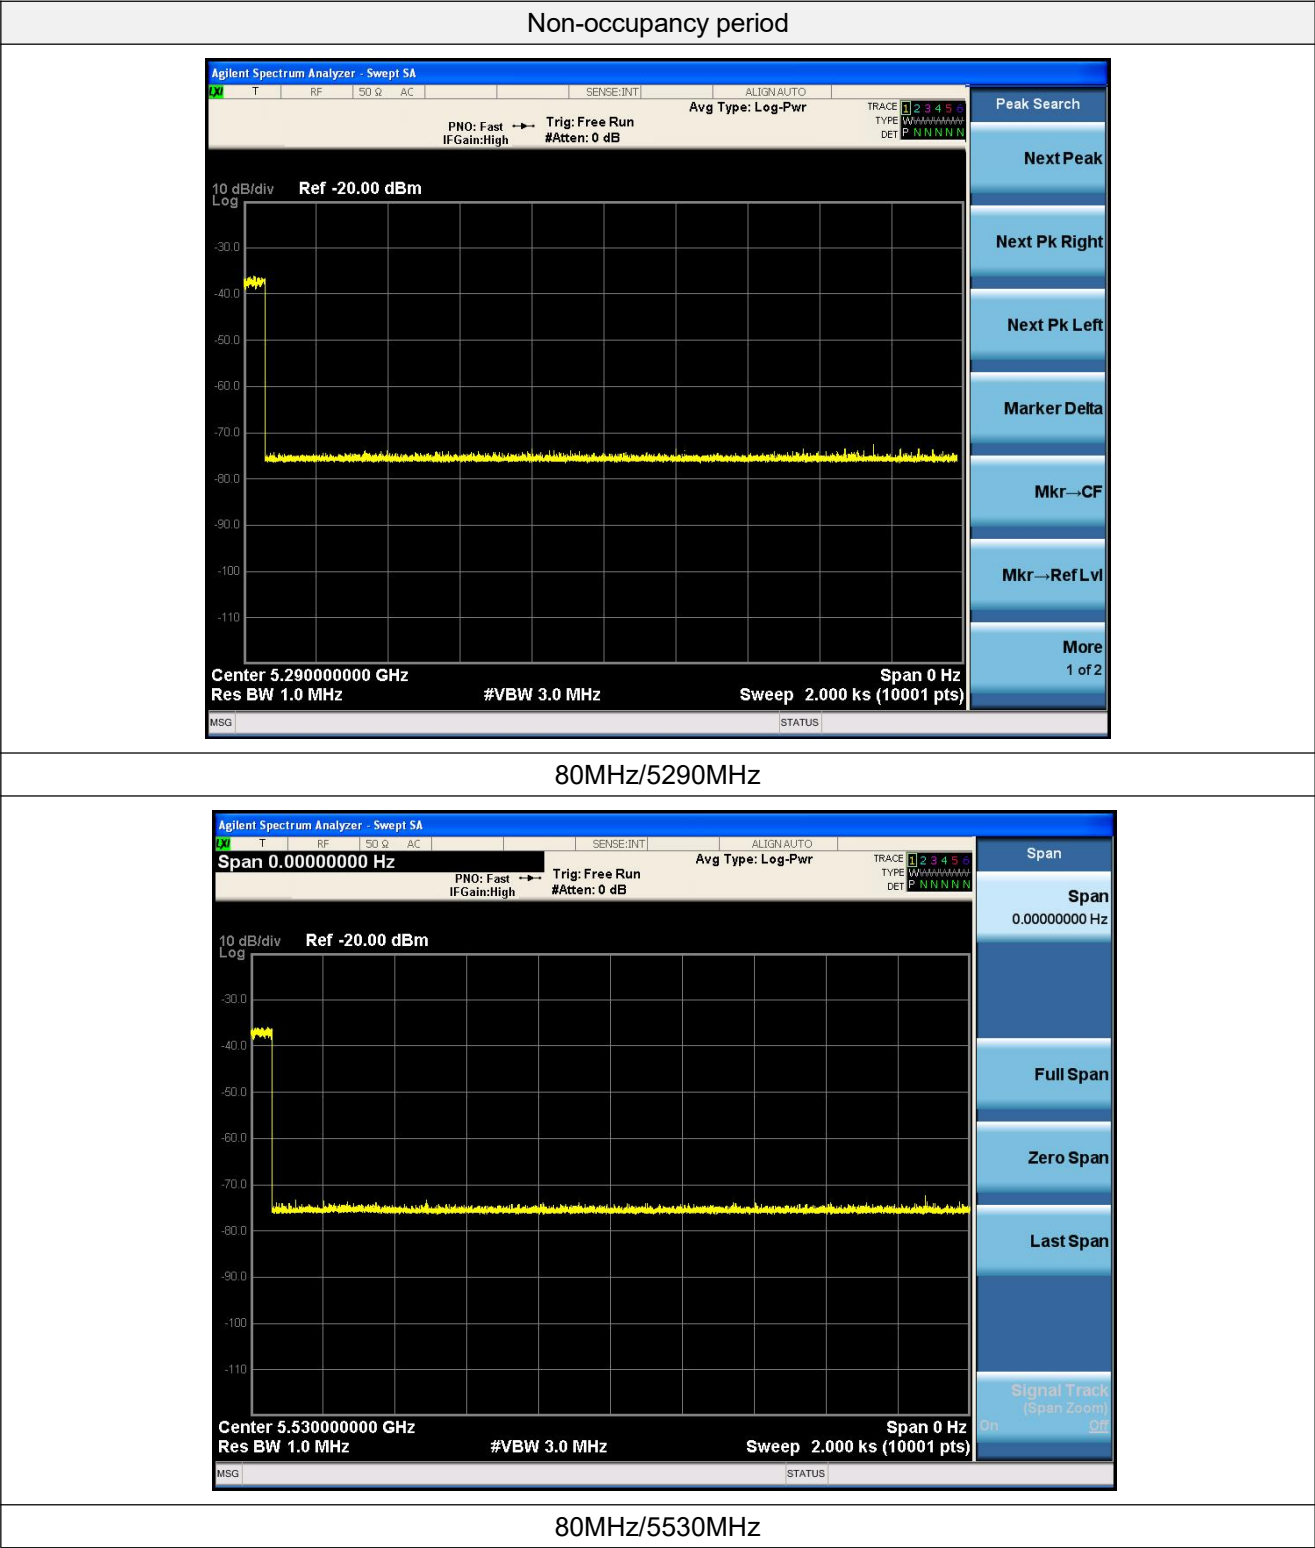 Non-occupancy period
Agilent Spectrum Analyzer - Swept SA
LXI T RF 50 Ω AC SENSE:INT ALIGN AUTO
Avg Type: Log-Pwr
TRACE 1 2 3 4 5 6
TYPE
DET P N N N N N
PNO: Fast
IFGain:High
Trig: Free Run
#Atten: 0 dB
Peak Search
Next Peak
Next Pk Right
Next Pk Left
Marker Delta
Mkr→CF
Mkr→Ref Lvl
More
1 of 2
10 dB/div Ref -20.00 dBm
Log
-30.0
-40.0
-50.0
-60.0
-70.0
-80.0
-90.0
-100
-110
Center 5.290000000 GHz Span 0 Hz
Res BW 1.0 MHz #VBW 3.0 MHz Sweep 2.000 ks (10001 pts)
MSG STATUS
80MHz/5290MHz
Agilent Spectrum Analyzer - Swept SA
LXI T RF 50 Ω AC SENSE:INT ALIGN AUTO
Span 0.00000000 Hz
Avg Type: Log-Pwr
TRACE 1 2 3 4 5 6
TYPE
DET P N N N N N
PNO: Fast
IFGain:High
Trig: Free Run
#Atten: 0 dB
Span
Span
0.00000000 Hz
Full Span
Zero Span
Last Span
Signal Track
(Span Zoom)
On Off
10 dB/div Ref -20.00 dBm
Log
-30.0
-40.0
-50.0
-60.0
-70.0
-80.0
-90.0
-100
-110
Center 5.530000000 GHz Span 0 Hz
Res BW 1.0 MHz #VBW 3.0 MHz Sweep 2.000 ks (10001 pts)
MSG STATUS
80MHz/5530MHz